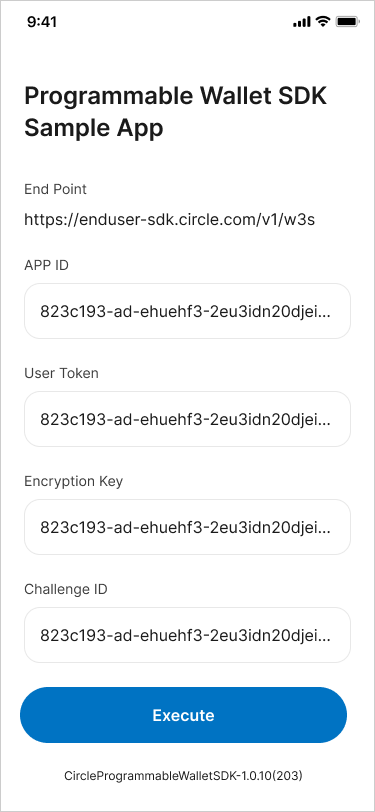 9:41
Programmable Wallet SDK
Sample App
End Point
https://enduser-sdk.circle.com/v1/w3s
APP ID
823c193-ad-ehuehf3-2eu3idn20djei...
User Token
823c193-ad-ehuehf3-2eu3idn20djei...
Encryption Key
823c193-ad-ehuehf3-2eu3idn20djei...
Challenge ID
823c193-ad-ehuehf3-2eu3idn20djei...
Execute
CircleProgrammableWalletSDK-1.0.10(203)